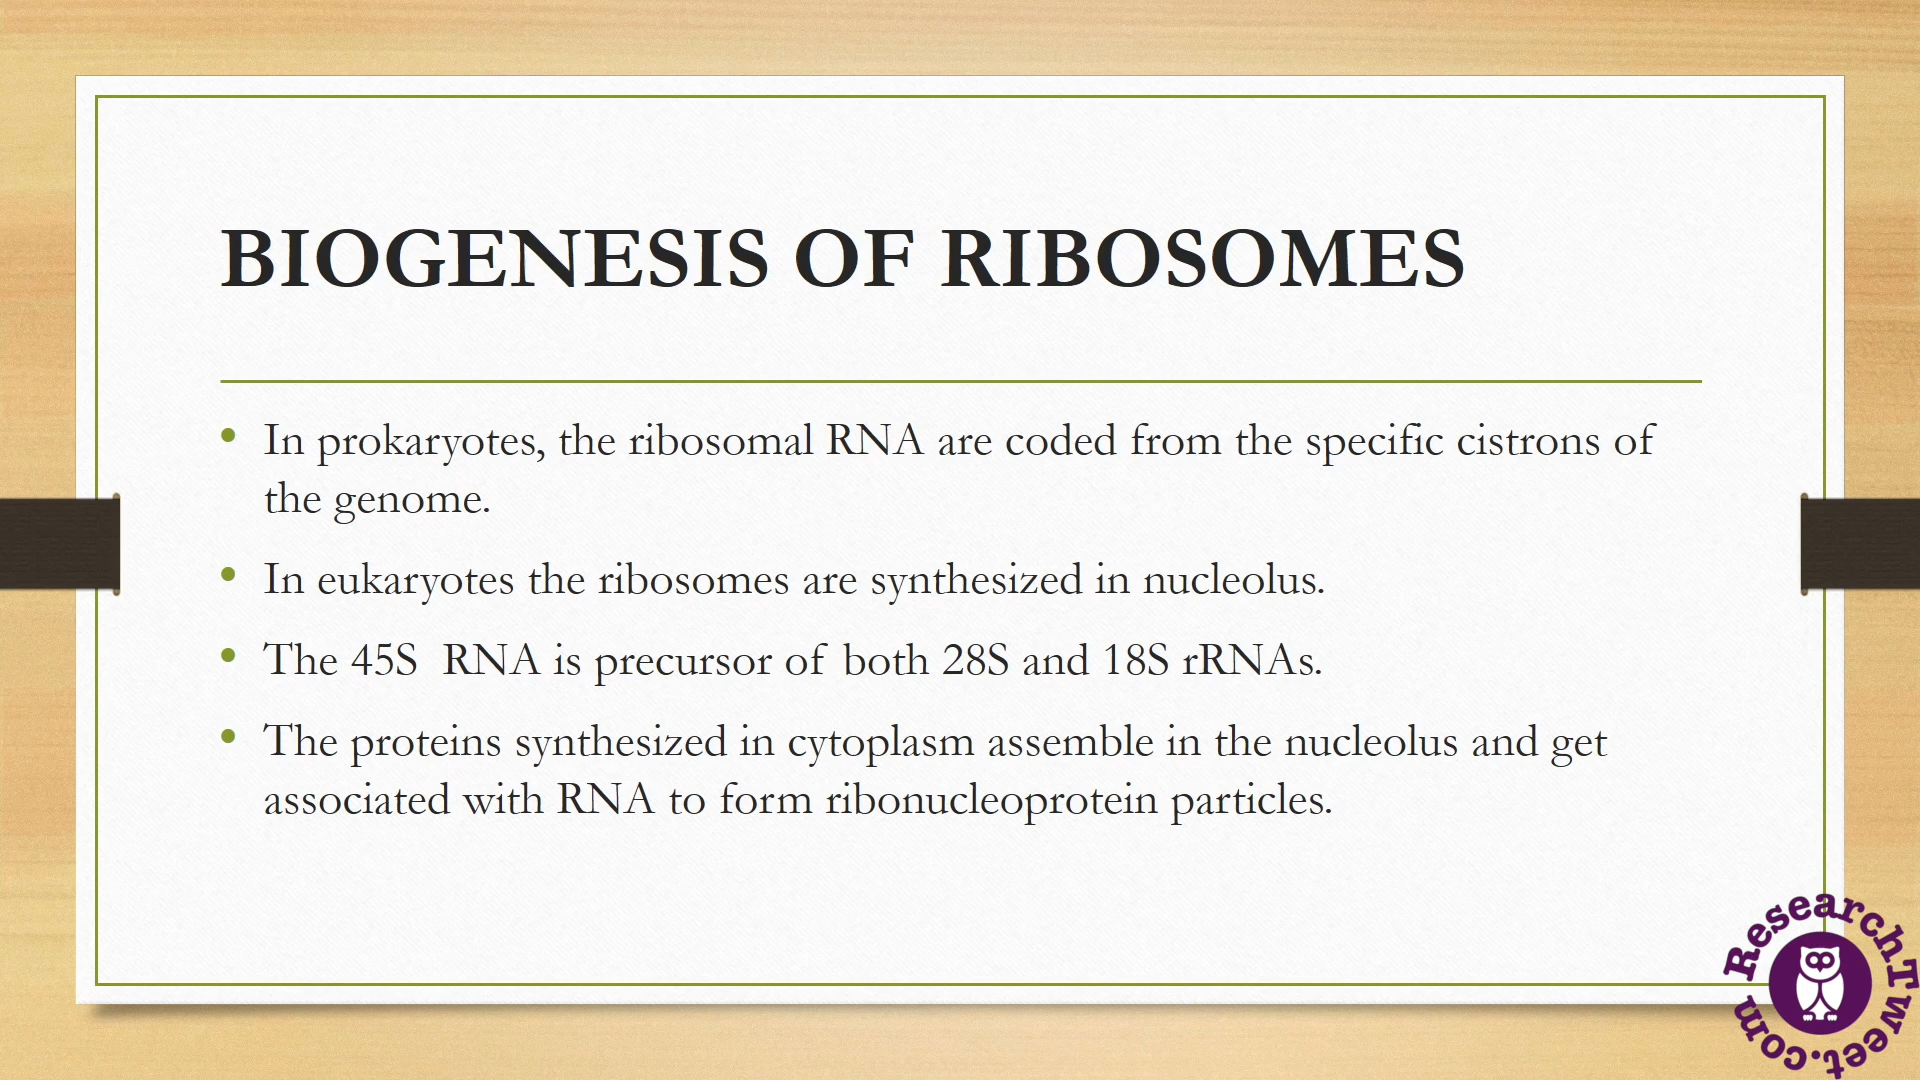 BIOGENESIS OF RIBOSOMES
• In prokaryotes, the ribosomal RNA are coded from the specific cistrons of
the genome.
• In eukaryotes the ribosomes are synthesized in nucleolus.
• The 45S  RNA is precursor of both 28S and 18S rRNAs.
• The proteins synthesized in cytoplasm assemble in the nucleolus and get
associated with RNA to form ribonucleoprotein particles.
ResearchTweet.com